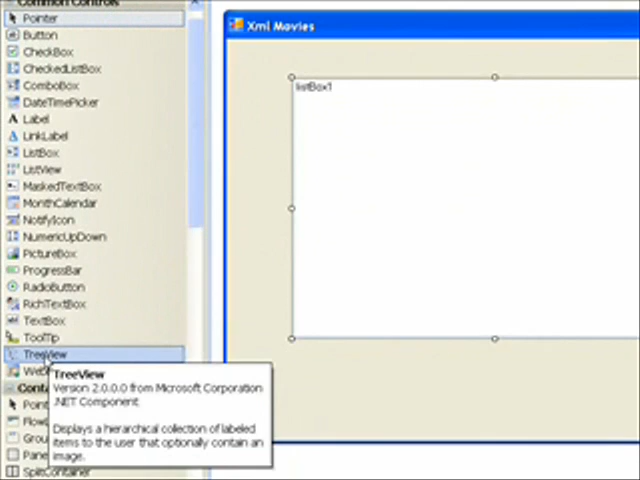 Common Controls
Pointer
Button
CheckBox
CheckedListBox
ComboBox
DateTimePicker
A Label
A LinkLabel
ListBox
ListView
MaskedTextBox
MonthCalendar
NotifyIcon
NumericUpDown
PictureBox
ProgressBar
RadioButton
RichTextBox
TextBox
ToolTip
TreeView
SplitContainer
Xml Movies
listBox1
TreeView
Version 2.0.0.0 from Microsoft Corporation
.NET Component
Displays a hierarchical collection of labeled
items to the user that optionally contain an
image.